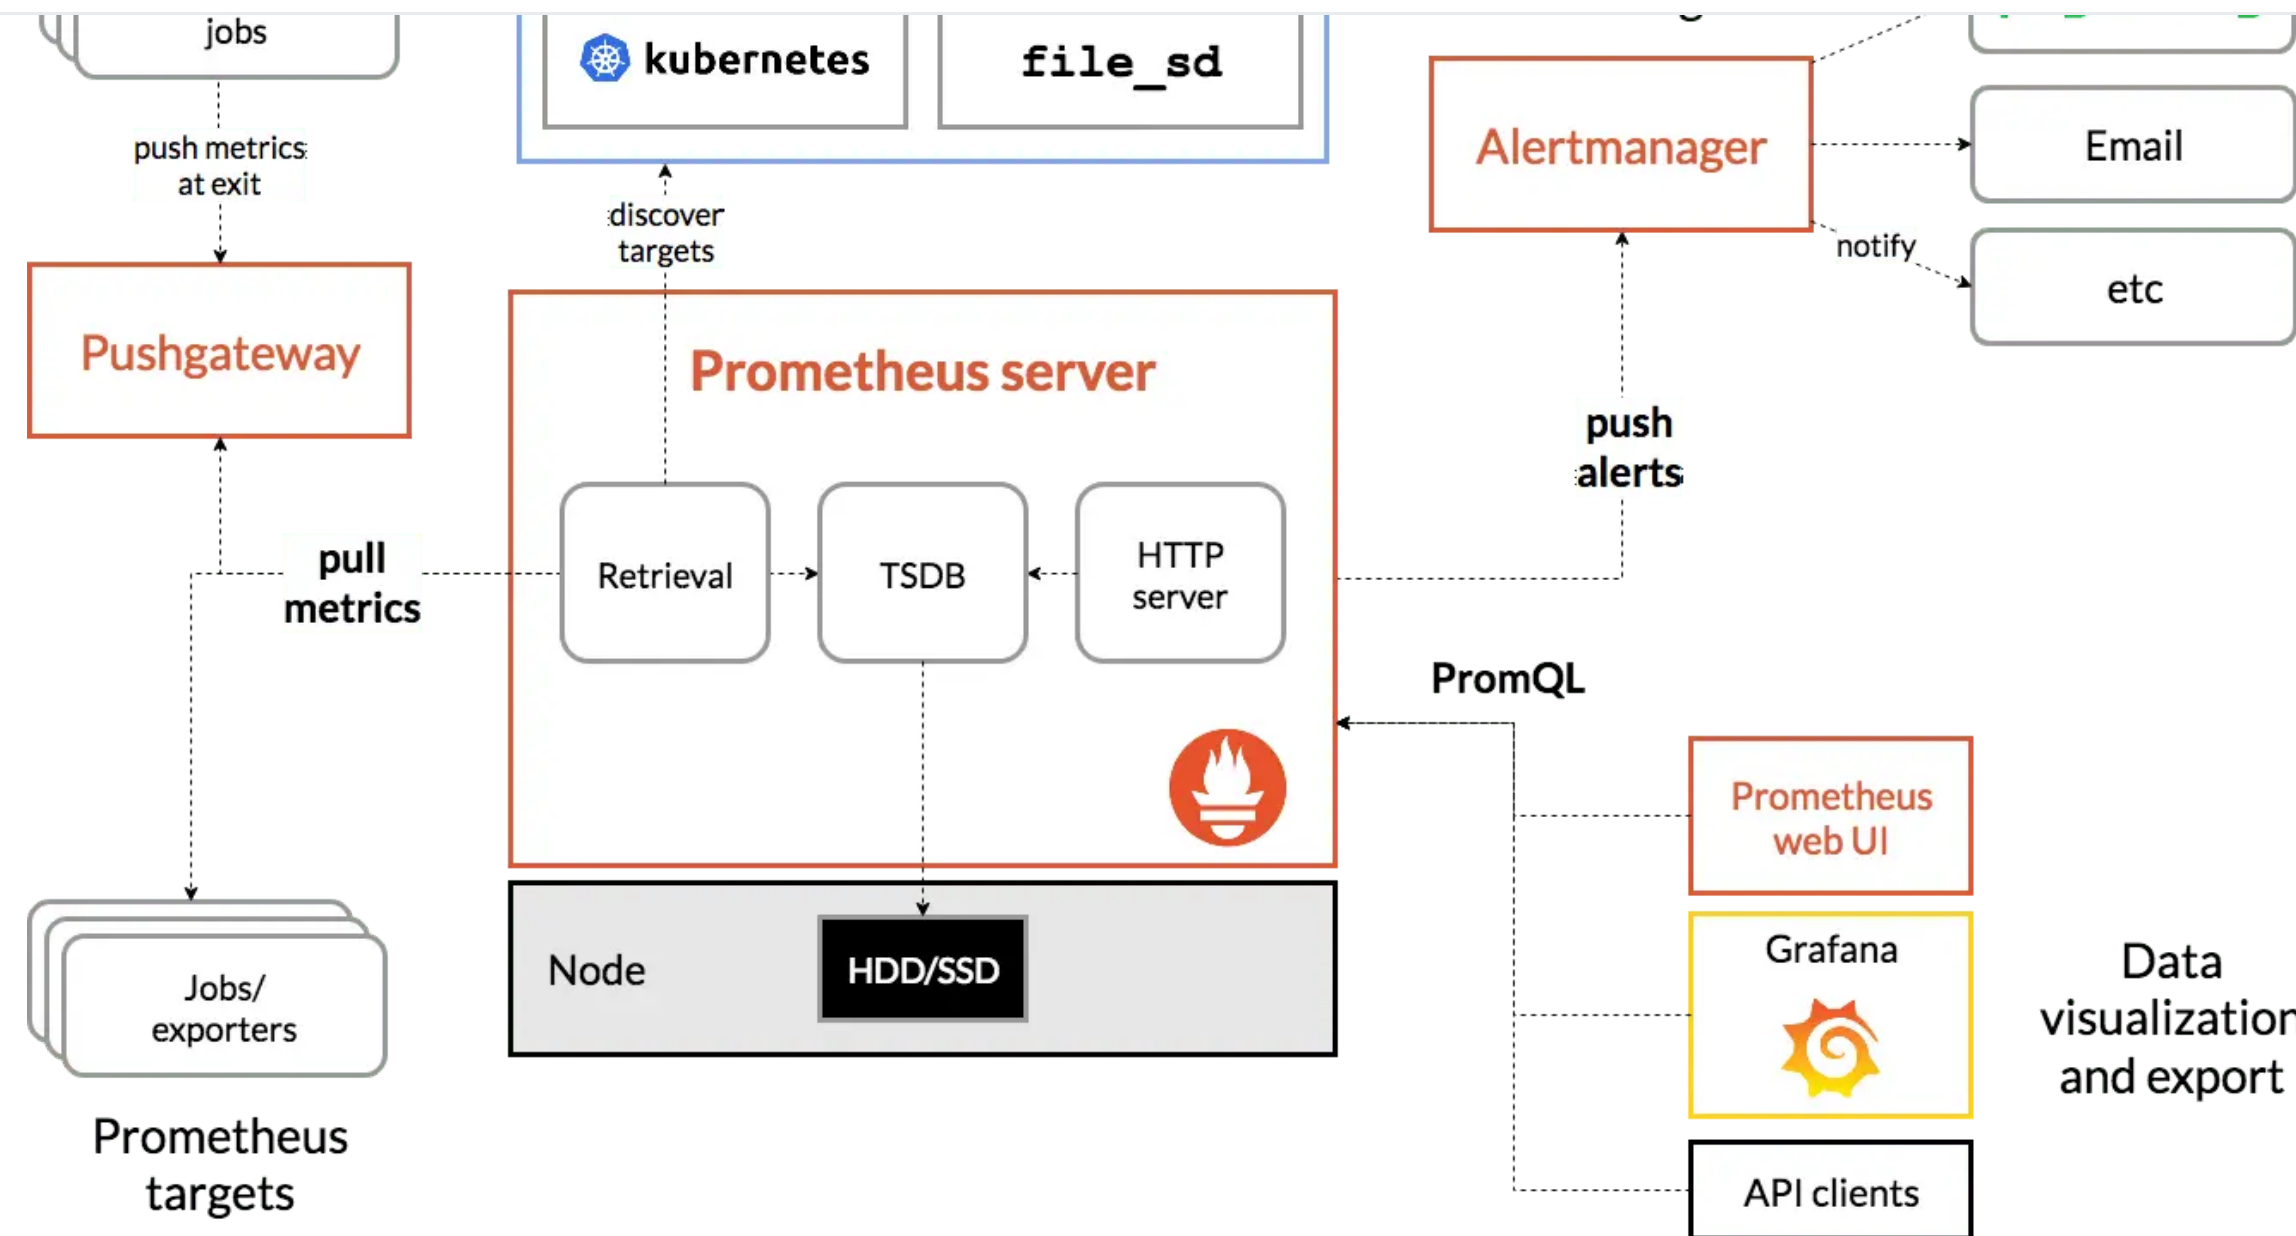 jobs
kubernetes
file_sd
push metrics
at exit
discover
targets
Alertmanager
Email
notify
etc
Pushgateway
Prometheus server
push
alerts
pull
metrics
Retrieval
TSDB
HTTP
server
PromQL
Prometheus
web UI
Node
HDD/SSD
Grafana
Jobs/
exporters
Data
visualization
and export
Prometheus
targets
API clients